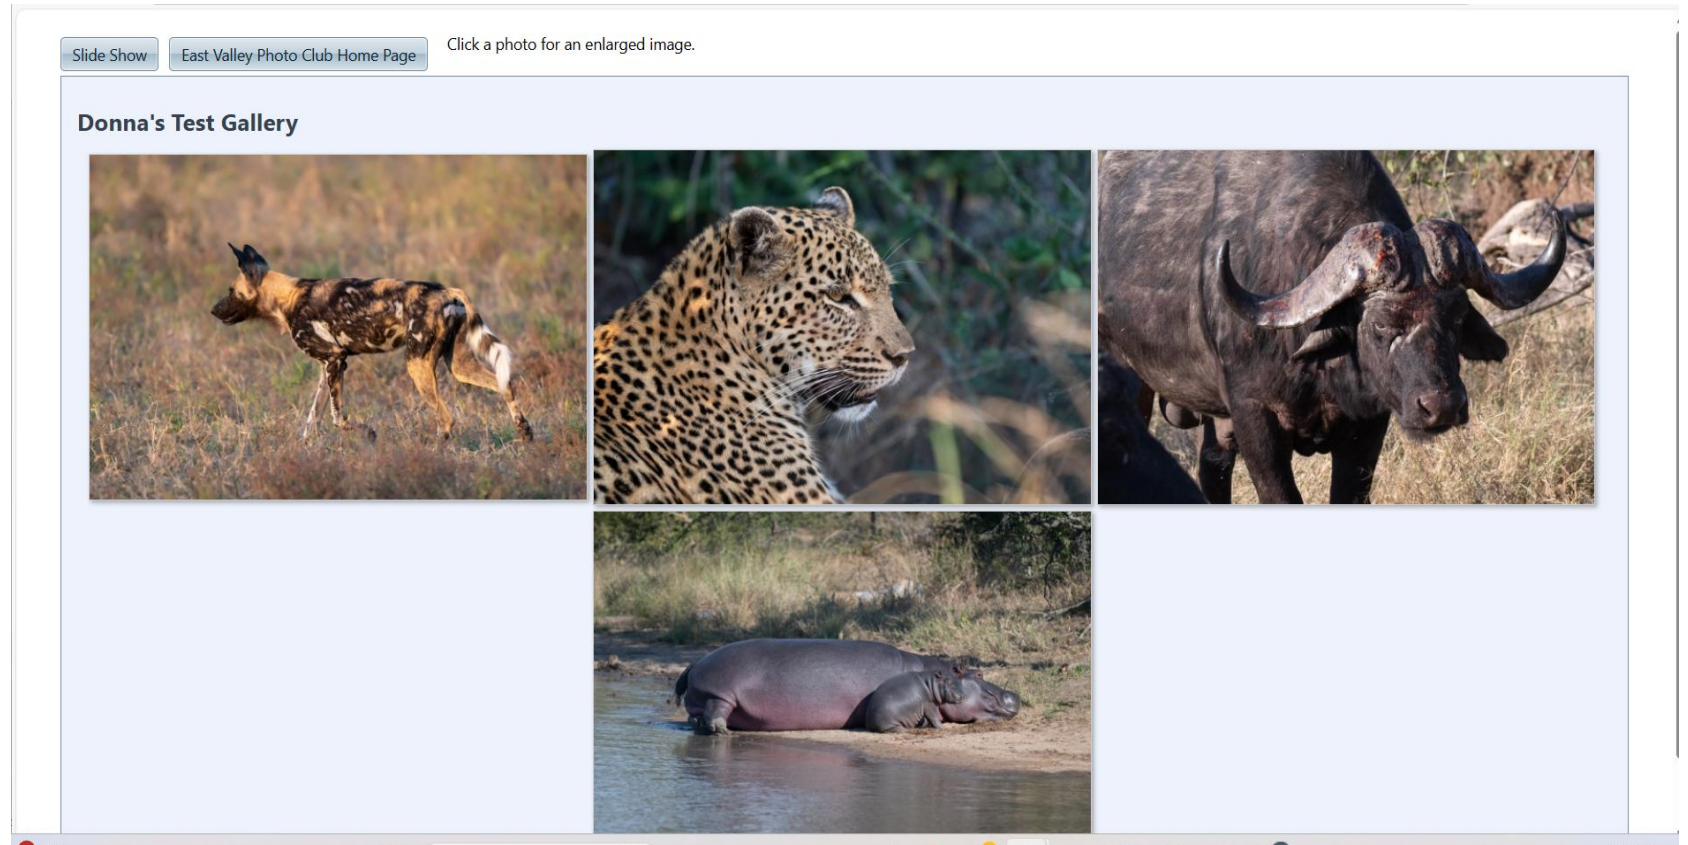 Slide Show
East Valley Photo Club Home Page
Click a photo for an enlarged image.
Donna's Test Gallery